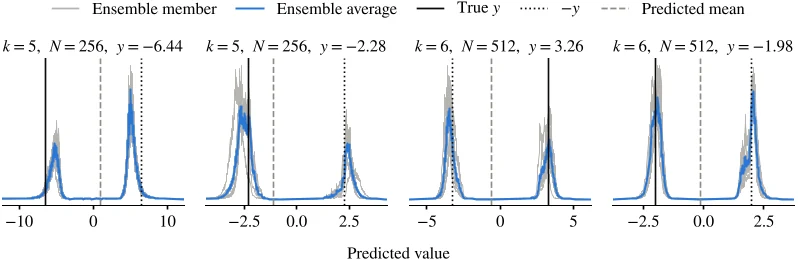 Ensemble member Ensemble average True y −y Predicted mean
k = 5, N = 256, y = −6.44 k = 5, N = 256, y = −2.28 k = 6, N = 512, y = 3.26 k = 6, N = 512, y = −1.98
−10 0 10 −2.5 0.0 2.5 −5 0 5 −2.5 0.0 2.5
Predicted value